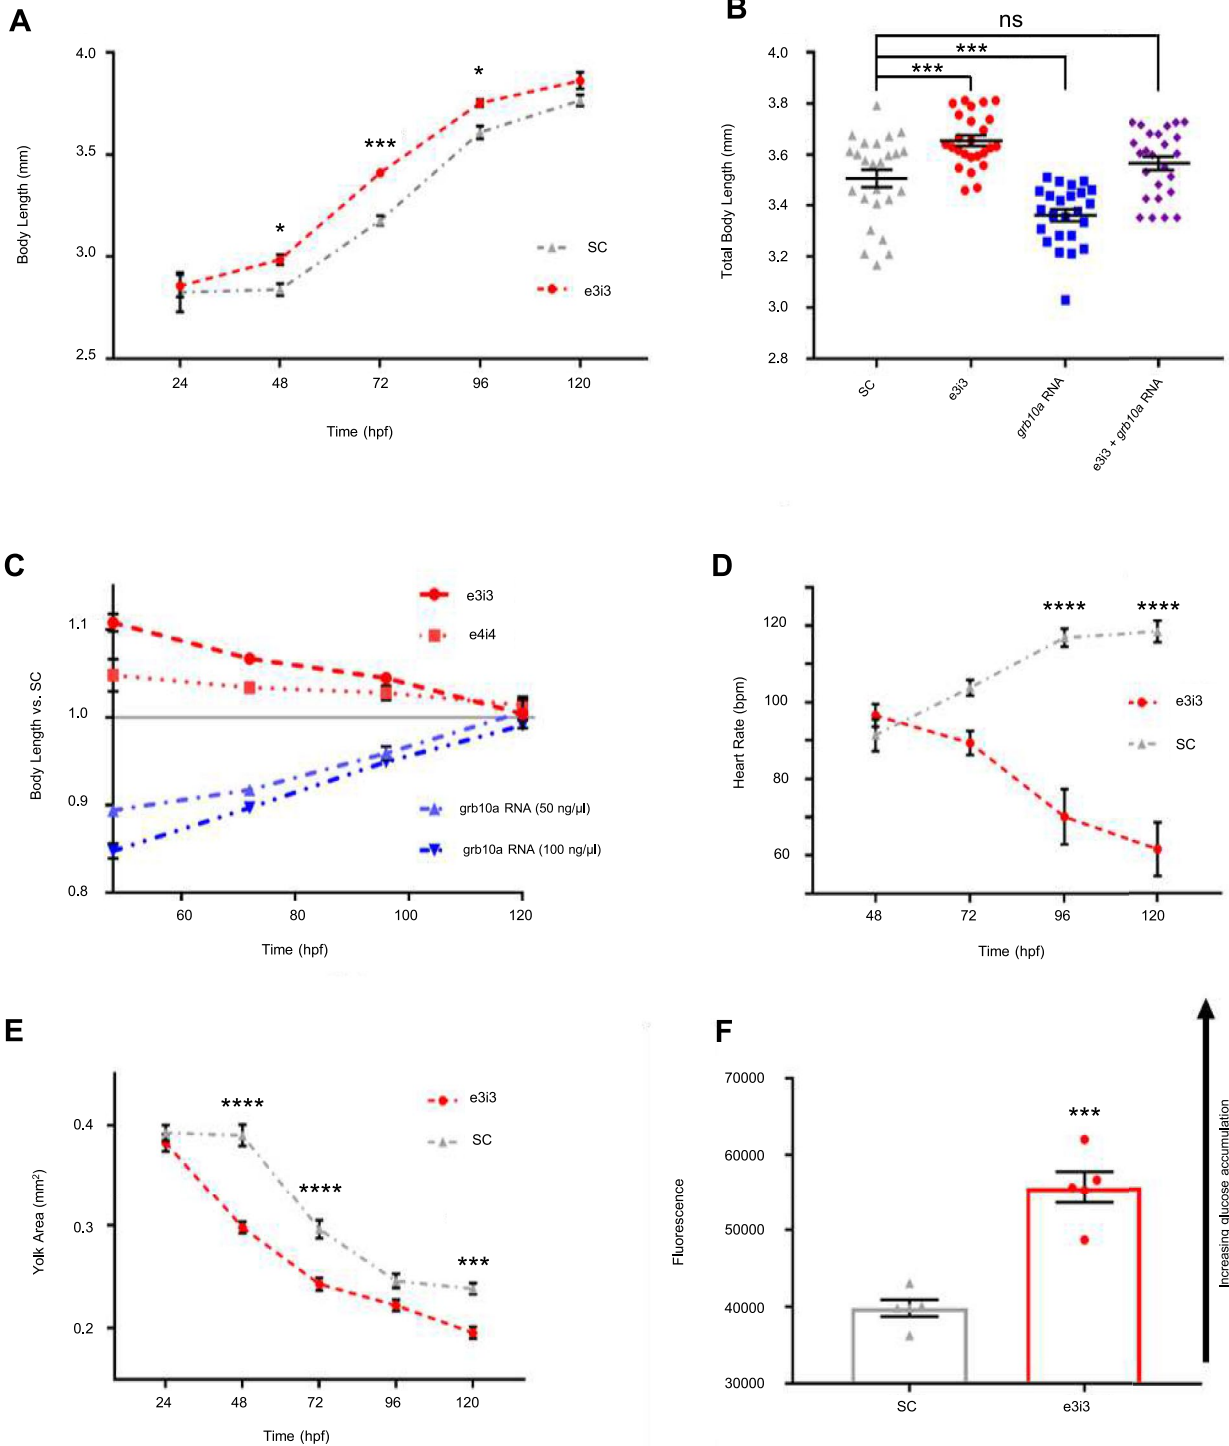 A
4.0
3.5
3.0
2.5
Body Length (mm)
*
***
*
SC
e3i3
24 48 72 96 120
Time (hpf)
B
ns
***
***
4.0
3.8
3.6
3.4
3.2
3.0
2.8
Total Body Length (mm)
SC
e3i3
grb10a RNA
e3i3 + grb10a RNA
C
1.1
1.0
0.9
0.8
Body Length vs. SC
e3i3
e4i4
grb10a RNA (50 ng/µl)
grb10a RNA (100 ng/µl)
60 80 100 120
Time (hpf)
D
120
100
80
60
Heart Rate (bpm)
**** ****
e3i3
SC
48 72 96 120
Time (hpf)
E
0.4
0.3
0.2
Yolk Area (mm²)
****
****
***
e3i3
SC
24 48 72 96 120
Time (hpf)
F
70000
60000
50000
40000
30000
Fluorescence
***
SC e3i3
Increasing glucose accumulation